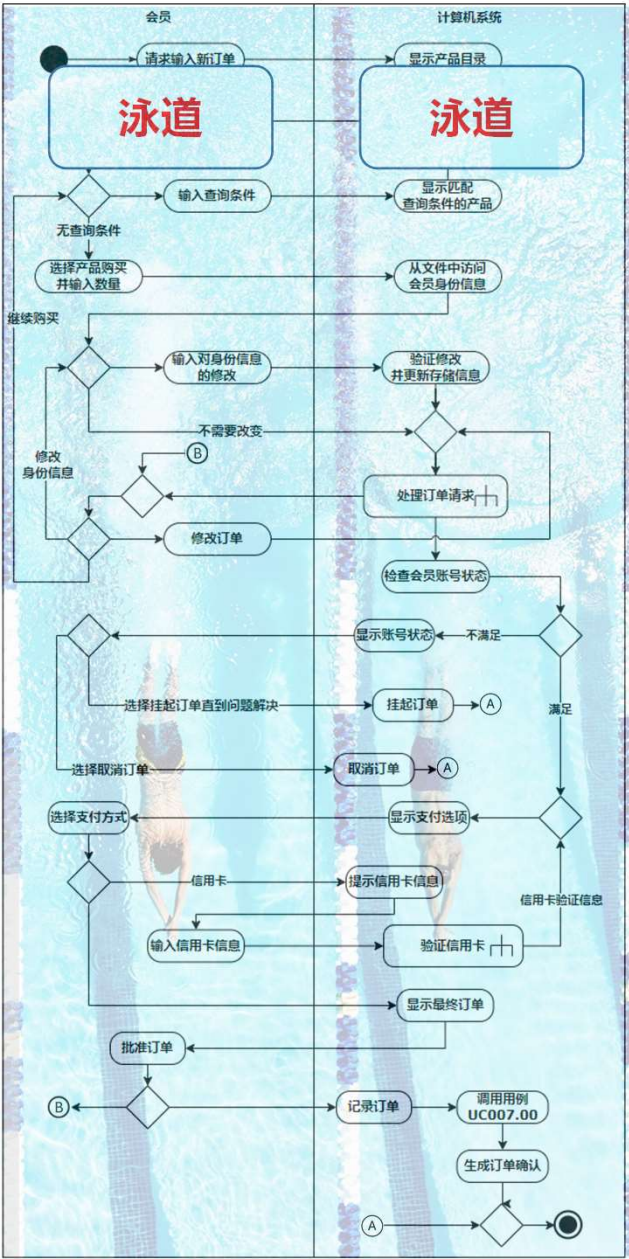 会员
计算机系统
请求输入新订单
显示产品目录
泳道
泳道
输入查询条件
显示匹配
查询条件的产品
无查询条件
选择产品购买
并输入数量
从文件中访问
会员身份信息
继续购买
输入对身份信息
的修改
验证修改
并更新存储信息
不需要改变
修改
身份信息
B
处理订单请求
修改订单
检查会员账号状态
显示账号状态
不满足
选择挂起订单直到问题解决
挂起订单
A
满足
选择取消订单
取消订单
A
选择支付方式
显示支付选项
信用卡
提示信用卡信息
信用卡验证信息
输入信用卡信息
验证信用卡
显示最终订单
批准订单
B
记录订单
调用用例
UC007.00
生成订单确认
A